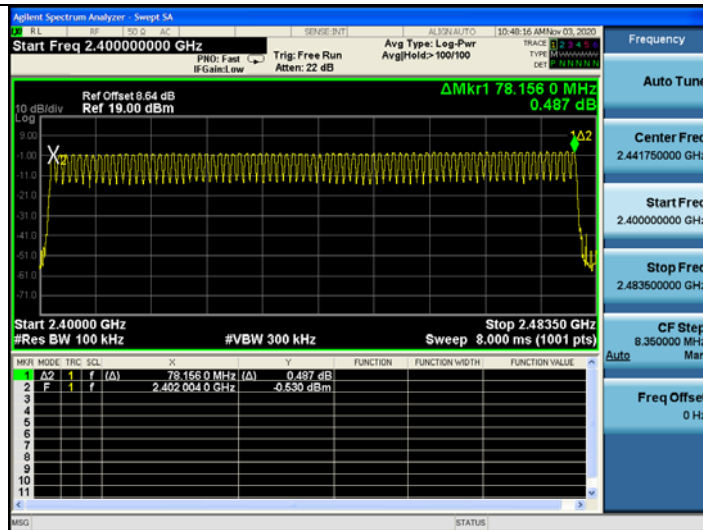 Agilent Spectrum Analyzer - Swept SA
RL RF 50 Ω AC SENSE:INT ALIGN AUTO 10:48:16 AM Nov 03, 2020
Start Freq 2.400000000 GHz
PNO: Fast
IFGain:Low
Trig: Free Run
Atten: 22 dB
Avg Type: Log-Pwr
Avg|Hold:> 100/100
TRACE 1 2 3 4 5 6
TYPE M W W W W W
DET P N N N N N
ΔMkr1 78.156 0 MHz
0.487 dB
Ref Offset 8.64 dB
10 dB/div Ref 19.00 dBm
Log
9.00
-1.00
-11.0
-21.0
-31.0
-41.0
-51.0
-61.0
-71.0
X2
1Δ2
Start 2.40000 GHz Stop 2.48350 GHz
#Res BW 100 kHz #VBW 300 kHz Sweep 8.000 ms (1001 pts)
MKR MODE TRC SCL X Y FUNCTION FUNCTION WIDTH FUNCTION VALUE
1 Δ2 1 f (Δ) 78.156 0 MHz (Δ) 0.487 dB
2 F 1 f 2.402 004 0 GHz -0.530 dBm
3
4
5
6
7
8
9
10
11
MSG STATUS
Frequency
Auto Tune
Center Freq
2.441750000 GHz
Start Freq
2.400000000 GHz
Stop Freq
2.483500000 GHz
CF Step
8.350000 MHz
Auto Man
Freq Offset
0 Hz